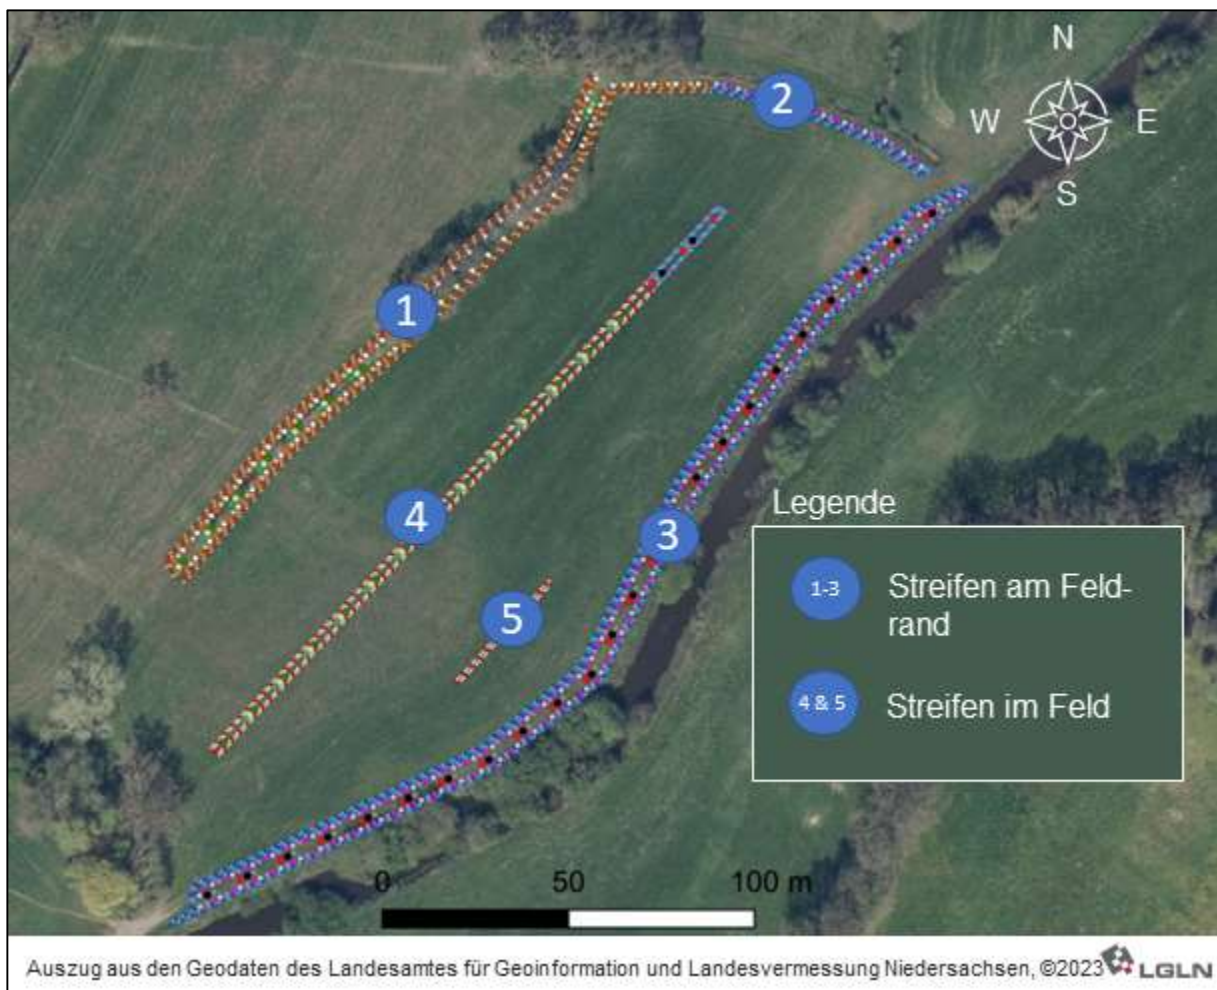 N
W
E
S
2
1
4
3
5
Legende
1-3
Streifen am Feld-
rand
4 & 5
Streifen im Feld
0
50
100 m
Auszug aus den Geodaten des Landesamtes für Geoinformation und Landesvermessung Niedersachsen, ©2023 LGLN